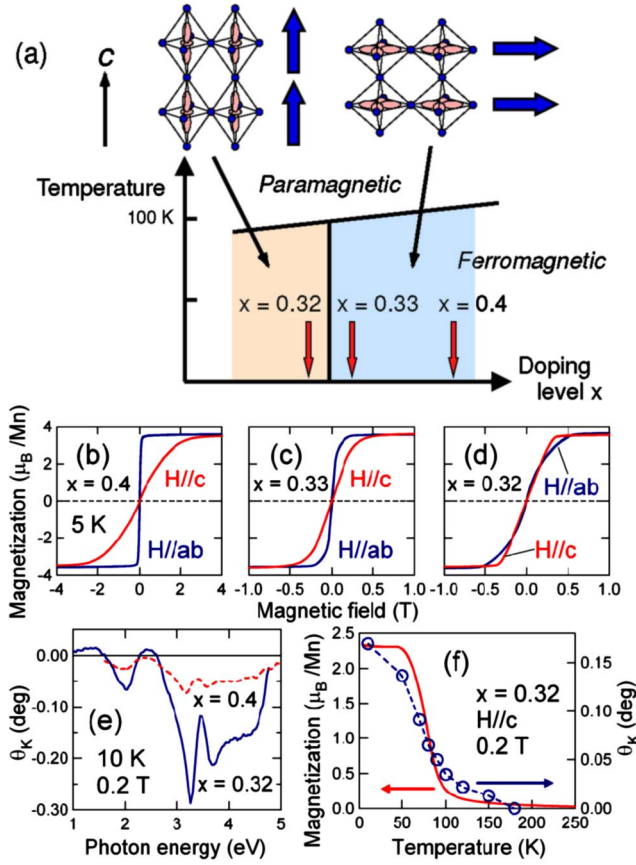 (a)
c
Temperature
Paramagnetic
100 K
Ferromagnetic
x = 0.32 x = 0.33 x = 0.4
Doping
level x
Magnetization (μB /Mn)
4
2
0
-2
-4
(b)
x = 0.4
H//c
5 K
H//ab
-4 -2 0 2 4
(c)
x = 0.33
H//c
H//ab
-1.0 -0.5 0.0 0.5 1.0
(d)
x = 0.32
H//ab
H//c
-1.0 -0.5 0.0 0.5 1.0
Magnetic field (T)
θK (deg)
0.00
-0.10
-0.20
-0.30
(e)
x = 0.4
10 K
0.2 T
x = 0.32
1 2 3 4 5
Photon energy (eV)
Magnetization (μB/Mn)
2.5
2.0
1.5
1.0
0.5
0.0
(f)
x = 0.32
H//c
0.2 T
0.15
0.10
0.05
0.00
θK (deg)
0 50 100 150 200 250
Temperature (K)